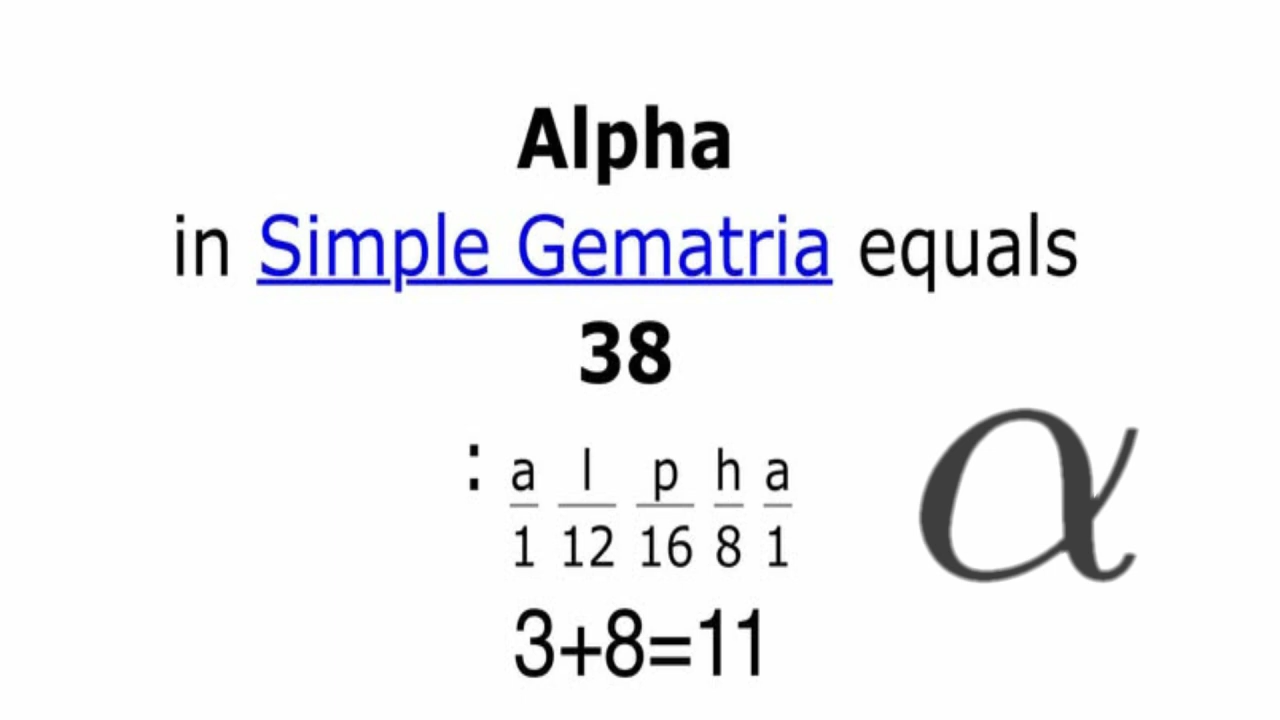 Alpha
in Simple Gematria equals
38
: a l p h a
1 12 16 8 1
α
3+8=11